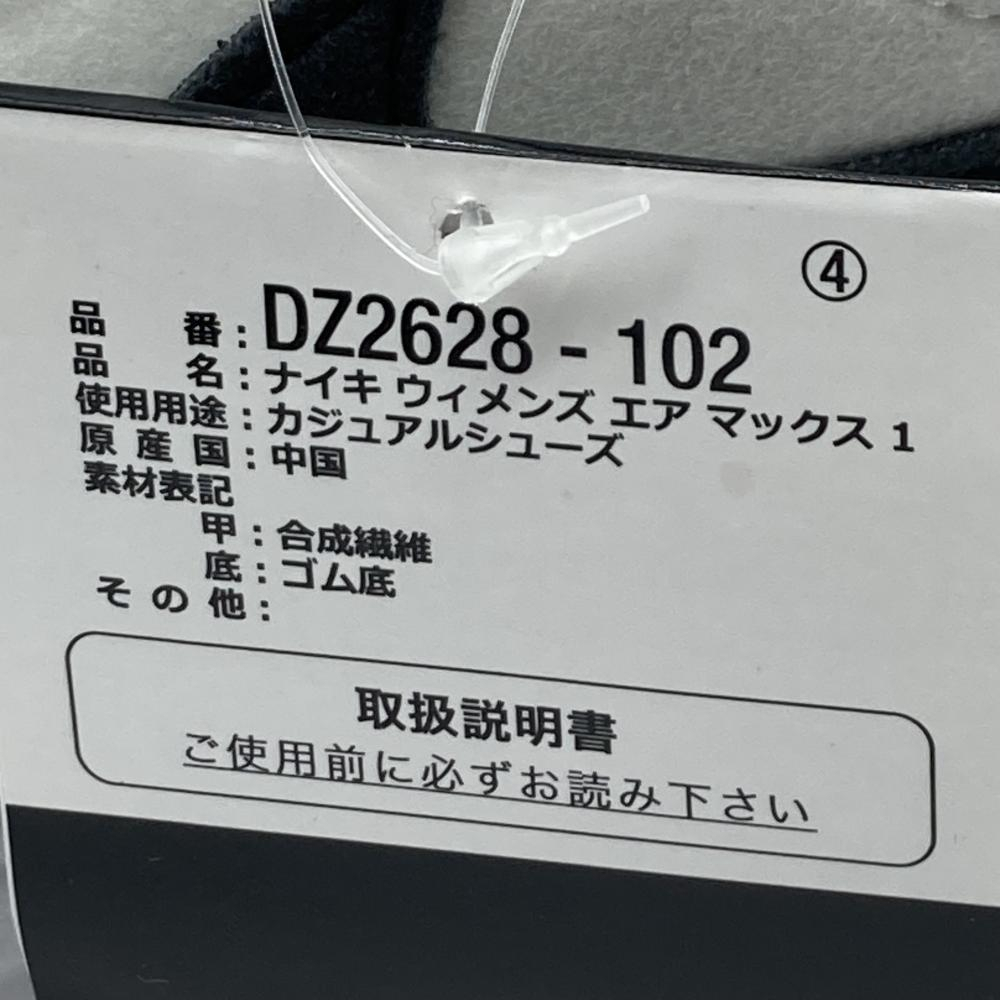 ④
品番：DZ2628 - 102
品名：ナイキ ウィメンズ エア マックス 1
使用用途：カジュアルシューズ
原産国：中国
素材表記
甲：合成繊維
底：ゴム底
その他：
取扱説明書
ご使用前に必ずお読み下さい